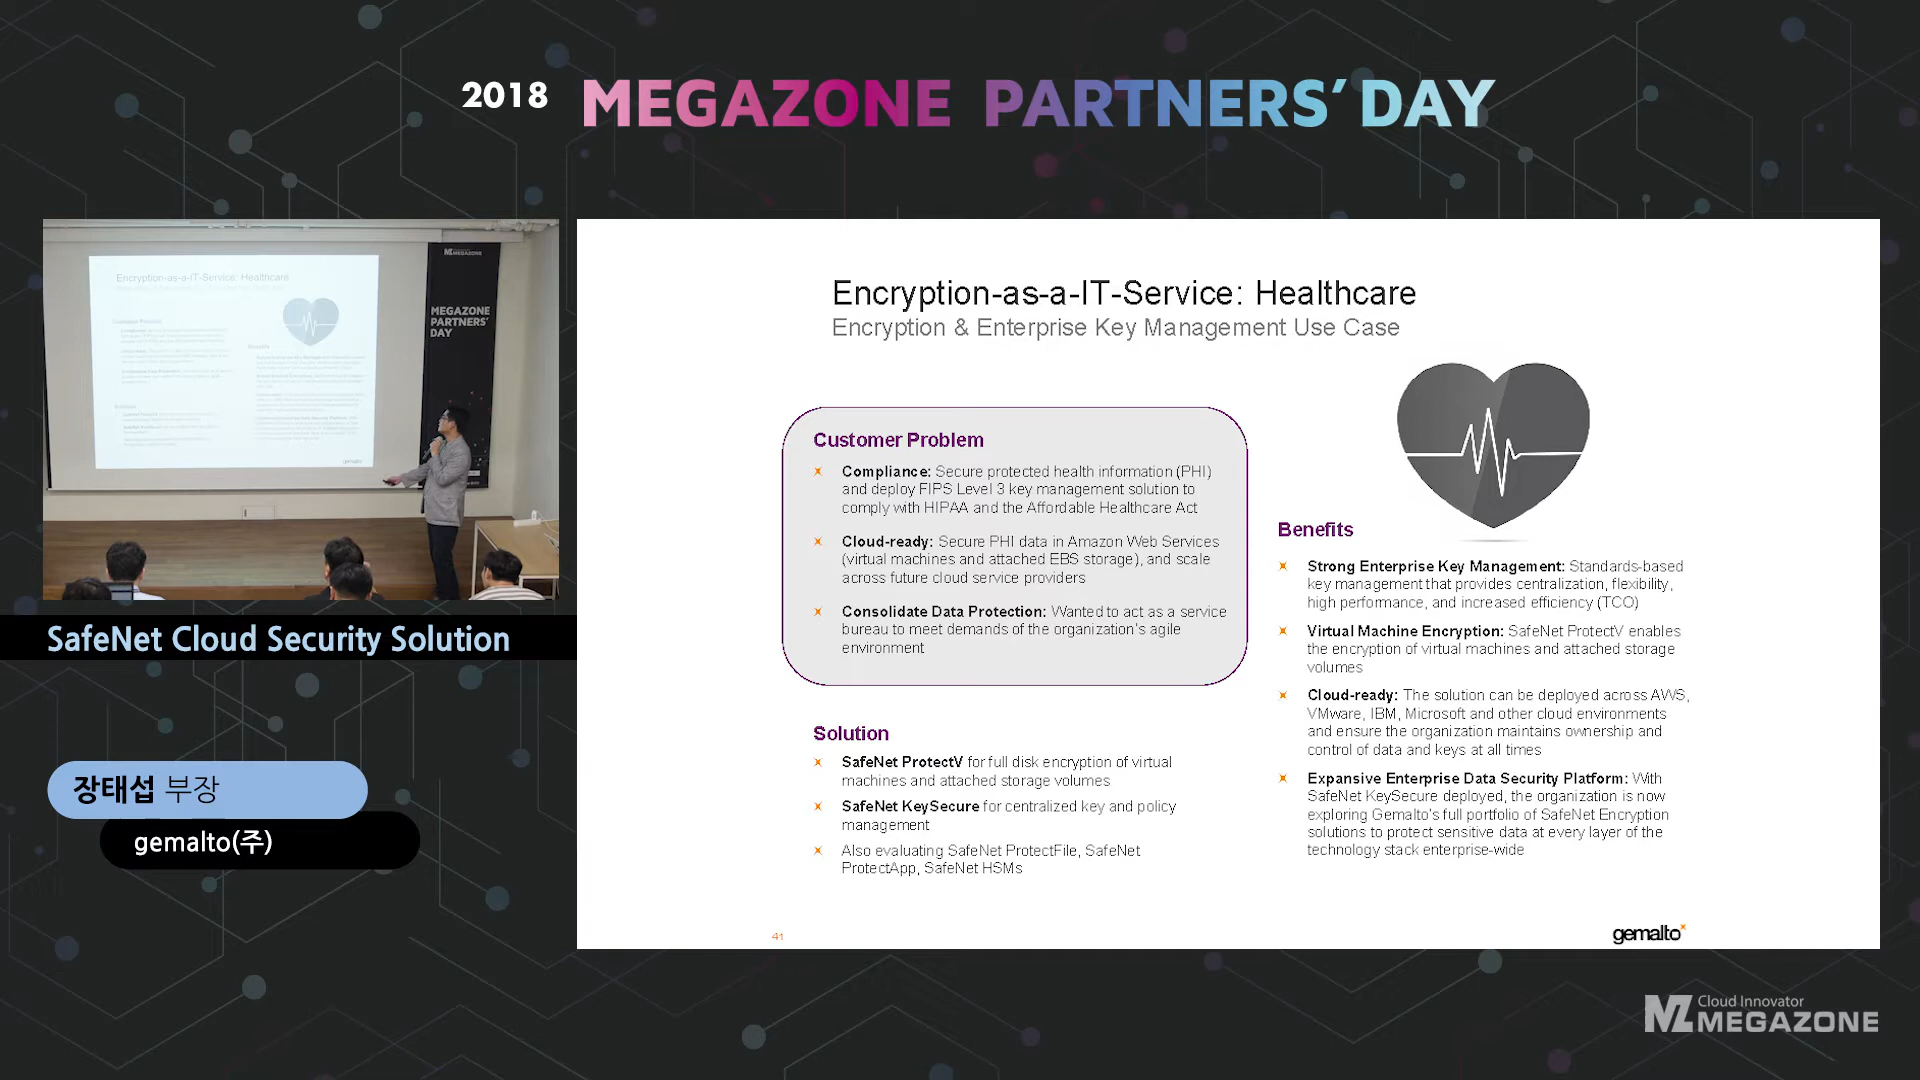 2018 MEGAZONE PARTNERS' DAY
Encryption-as-a-IT-Service: Healthcare
MEGAZONE
MEGAZONE
PARTNERS'
DAY
gemalto
SafeNet Cloud Security Solution
장태섭 부장
gemalto(주)
Encryption-as-a-IT-Service: Healthcare
Encryption & Enterprise Key Management Use Case
Customer Problem
Compliance: Secure protected health information (PHI)
and deploy FIPS Level 3 key management solution to
comply with HIPAA and the Affordable Healthcare Act
Cloud-ready: Secure PHI data in Amazon Web Services
(virtual machines and attached EBS storage), and scale
across future cloud service providers
Consolidate Data Protection: Wanted to act as a service
bureau to meet demands of the organization's agile
environment
Solution
SafeNet ProtectV for full disk encryption of virtual
machines and attached storage volumes
SafeNet KeySecure for centralized key and policy
management
Also evaluating SafeNet ProtectFile, SafeNet
ProtectApp, SafeNet HSMs
Benefits
Strong Enterprise Key Management: Standards-based
key management that provides centralization, flexibility,
high performance, and increased efficiency (TCO)
Virtual Machine Encryption: SafeNet ProtectV enables
the encryption of virtual machines and attached storage
volumes
Cloud-ready: The solution can be deployed across AWS,
VMware, IBM, Microsoft and other cloud environments
and ensure the organization maintains ownership and
control of data and keys at all times
Expansive Enterprise Data Security Platform: With
SafeNet KeySecure deployed, the organization is now
exploring Gemalto's full portfolio of SafeNet Encryption
solutions to protect sensitive data at every layer of the
technology stack enterprise-wide
41
gemalto
Cloud Innovator
MZ MEGAZONE